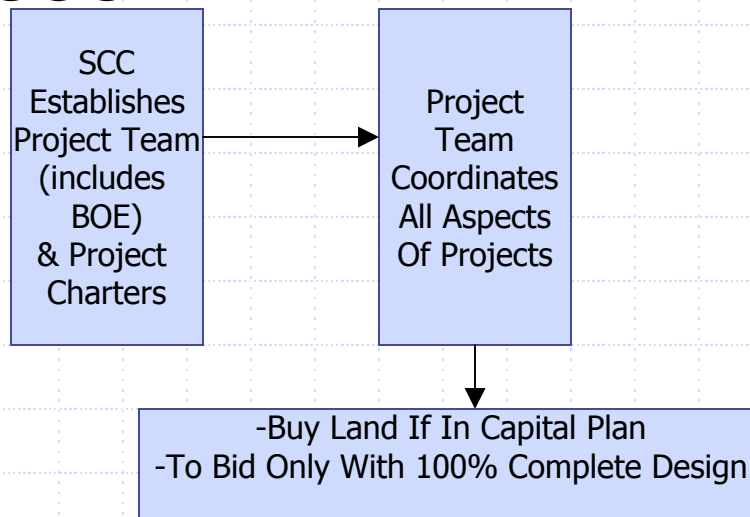 SCC
Establishes
Project Team
(includes
BOE)
& Project
Charters
Project
Team
Coordinates
All Aspects
Of Projects
-Buy Land If In Capital Plan
-To Bid Only With 100% Complete Design